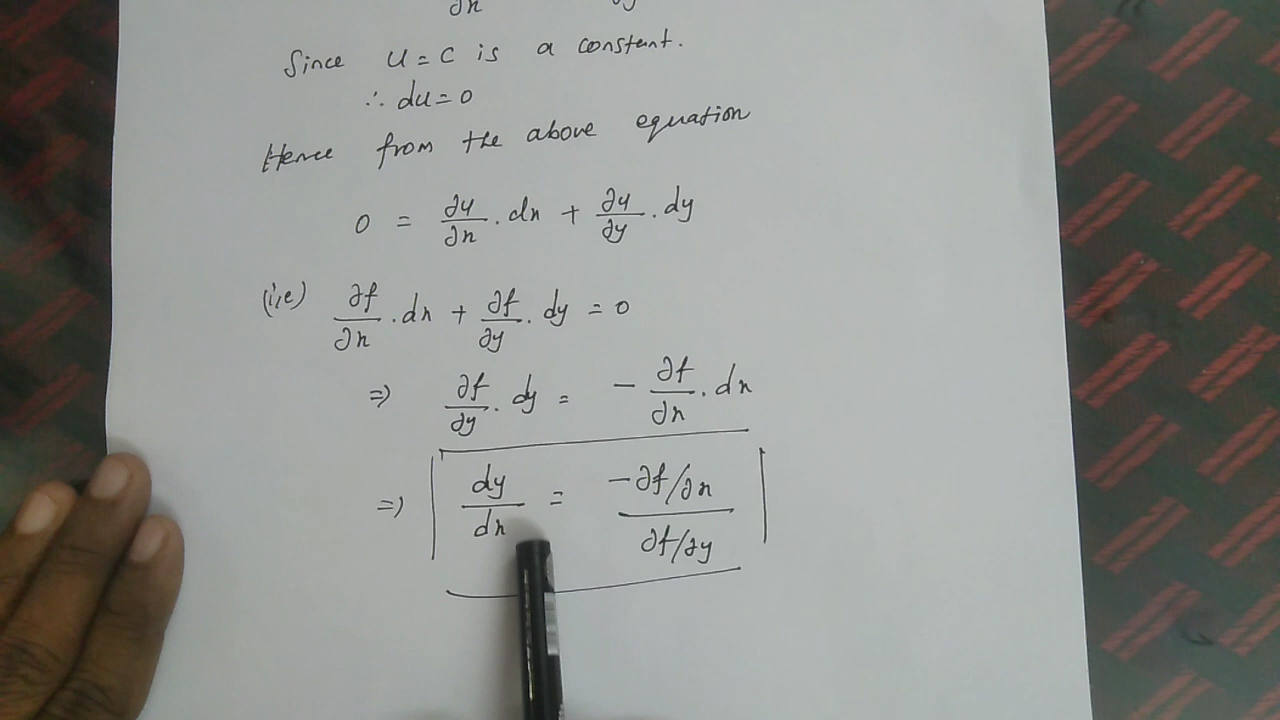 ∂x ∂y
Since u = c is a constant.
∴ du = 0
Hence from the above equation
0 = ∂u/∂x . dx + ∂u/∂y . dy
(i,e) ∂f/∂x . dx + ∂f/∂y . dy = 0
⇒ ∂f/∂y . dy = - ∂f/∂x . dx
⇒ dy/dx = (-∂f/∂x)/(∂f/∂y)